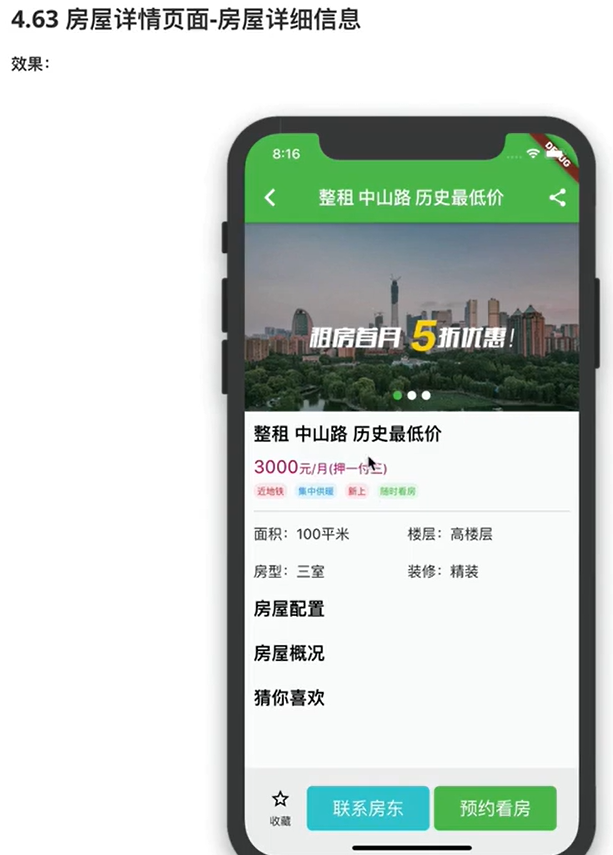 4.63 房屋详情页面-房屋详细信息
效果：
8:16
DEBUG
整租 中山路 历史最低价
租房首月 5折优惠！
整租 中山路 历史最低价
3000元/月(押一付三)
近地铁 集中供暖 新上 随时看房
面积：100平米 楼层：高楼层
房型：三室 装修：精装
房屋配置
房屋概况
猜你喜欢
收藏 联系房东 预约看房